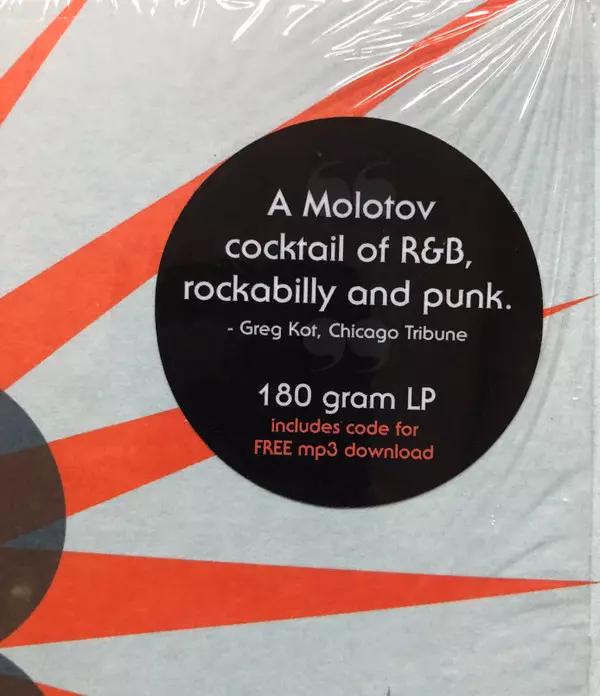 A Molotov
cocktail of R&B,
rockabilly and punk.
- Greg Kot, Chicago Tribune
180 gram LP
includes code for
FREE mp3 download